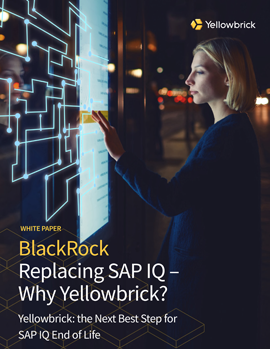 Yellowbrick
WHITE PAPER
BlackRock
Replacing SAP IQ –
Why Yellowbrick?
Yellowbrick: the Next Best Step for
SAP IQ End of Life